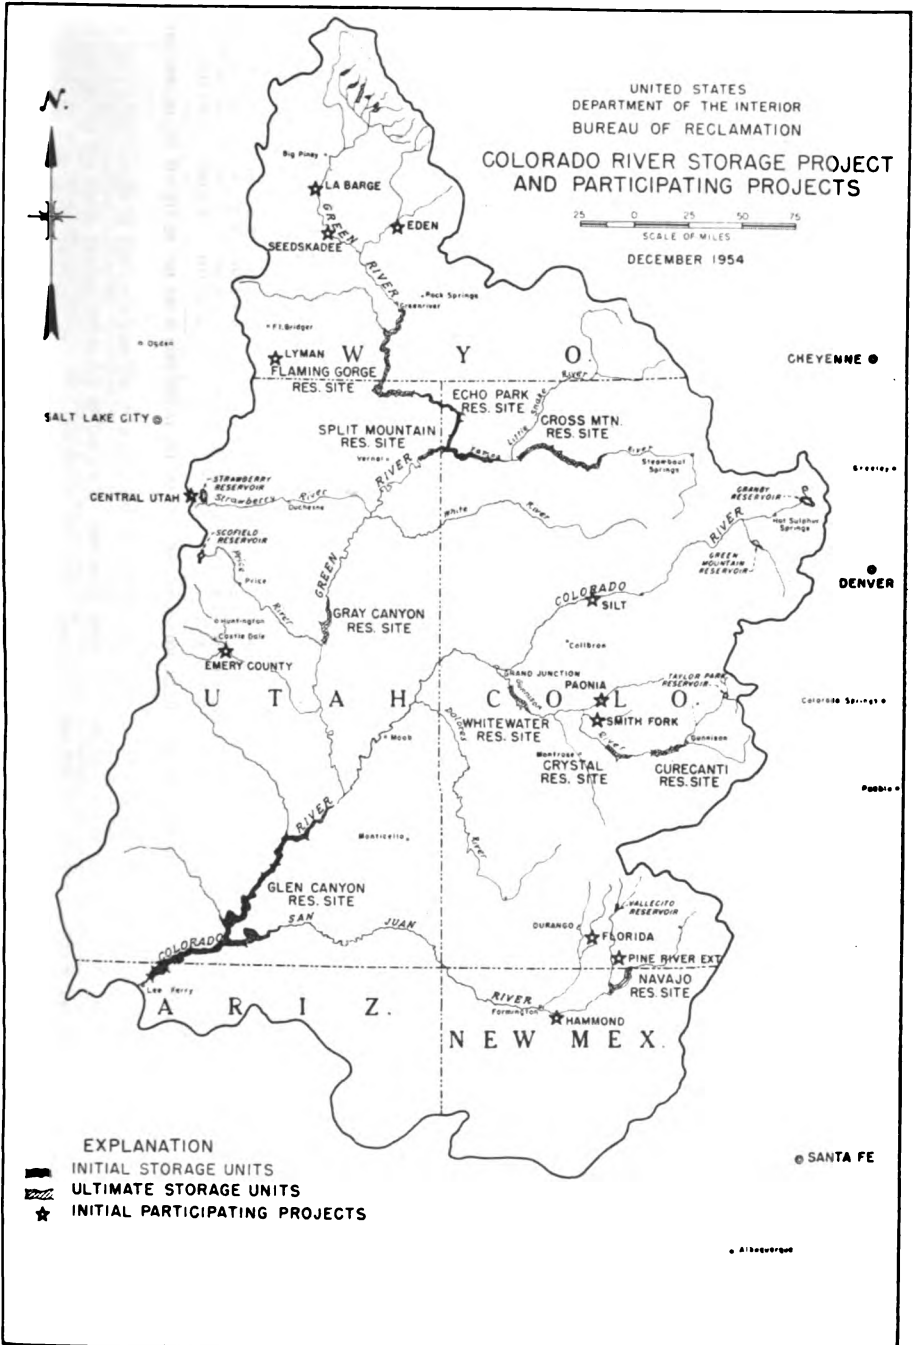 N.
UNITED STATES
DEPARTMENT OF THE INTERIOR
BUREAU OF RECLAMATION
COLORADO RIVER STORAGE PROJECT
AND PARTICIPATING PROJECTS
25 0 25 50 75
SCALE OF MILES
DECEMBER 1954
Big Piney
LA BARGE
GREEN
EDEN
SEEDSKADEE
RIVER
Rock Springs
Greenriver
Ft. Bridger
Ogden
LYMAN
W Y O.
CHEYENNE
FLAMING GORGE
RES. SITE
River
Little Snake
ECHO PARK
RES. SITE
CROSS MTN.
RES. SITE
SALT LAKE CITY
SPLIT MOUNTAIN
RES. SITE
Vernal
Yampa
River
Steamboat
Springs
Greeley
RIVER
STRAWBERRY
RESERVOIR
CENTRAL UTAH
Strawberry
River
Duchesne
White
River
GRANBY
RESERVOIR
Hot Sulphur
Springs
RIVER
GREEN
MOUNTAIN
RESERVOIR
SCOFIELD
RESERVOIR
Price
Price
River
GREEN
DENVER
COLORADO
SILT
GRAY CANYON
RES. SITE
Huntington
Castle Dale
EMERY COUNTY
Collbran
GRAND JUNCTION
Gunnison
PAONIA
TAYLOR PARK
RESERVOIR
Colorado Springs
U T A H
C O L O.
WHITEWATER
RES. SITE
SMITH FORK
River
Gunnison
Dolores
Moab
Montrose
CRYSTAL
RES. SITE
CURECANTI
RES. SITE
Pueblo
RIVER
Monticello
River
GLEN CANYON
RES. SITE
SAN JUAN
COLORADO
VALLECITO
RESERVOIR
DURANGO
FLORIDA
PINE RIVER EXT.
Lee Ferry
NAVAJO
RES. SITE
A R I Z.
RIVER
Farmington
HAMMOND
NEW MEX.
EXPLANATION
INITIAL STORAGE UNITS
ULTIMATE STORAGE UNITS
INITIAL PARTICIPATING PROJECTS
SANTA FE
Albuquerque